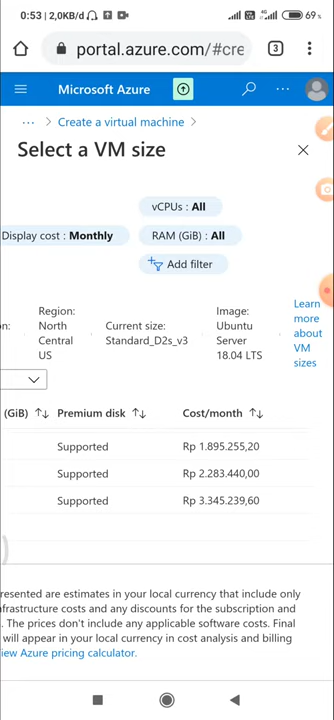 0:53 | 2,0KB/d
4G
69%
portal.azure.com/#cre
3
Microsoft Azure
...
... > Create a virtual machine >
Select a VM size
vCPUs : All
Display cost : Monthly
RAM (GiB) : All
Add filter
on:
Region:
North
Central
US
Current size:
Standard_D2s_v3
Image:
Ubuntu
Server
18.04 LTS
Learn
more
about
VM
sizes
(GiB) ↑↓ Premium disk ↑↓ Cost/month ↑↓
Supported Rp 1.895.255,20
Supported Rp 2.283.440,00
Supported Rp 3.345.239,60
resented are estimates in your local currency that include only
nfrastructure costs and any discounts for the subscription and
. The prices don't include any applicable software costs. Final
will appear in your local currency in cost analysis and billing
iew Azure pricing calculator.